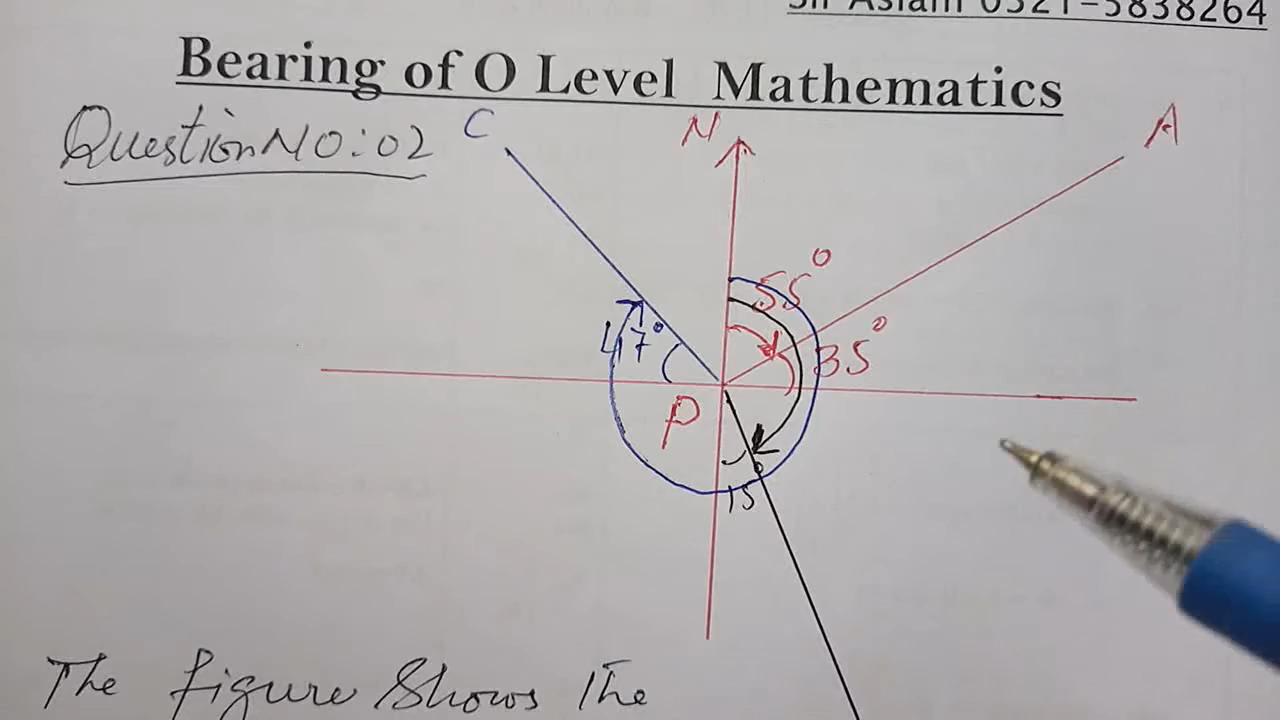 Sir Aslam 0321-5838264
Bearing of O Level Mathematics
Question NO:02
C
N
A
55°
47°
35°
P
15°
The figure Shows The